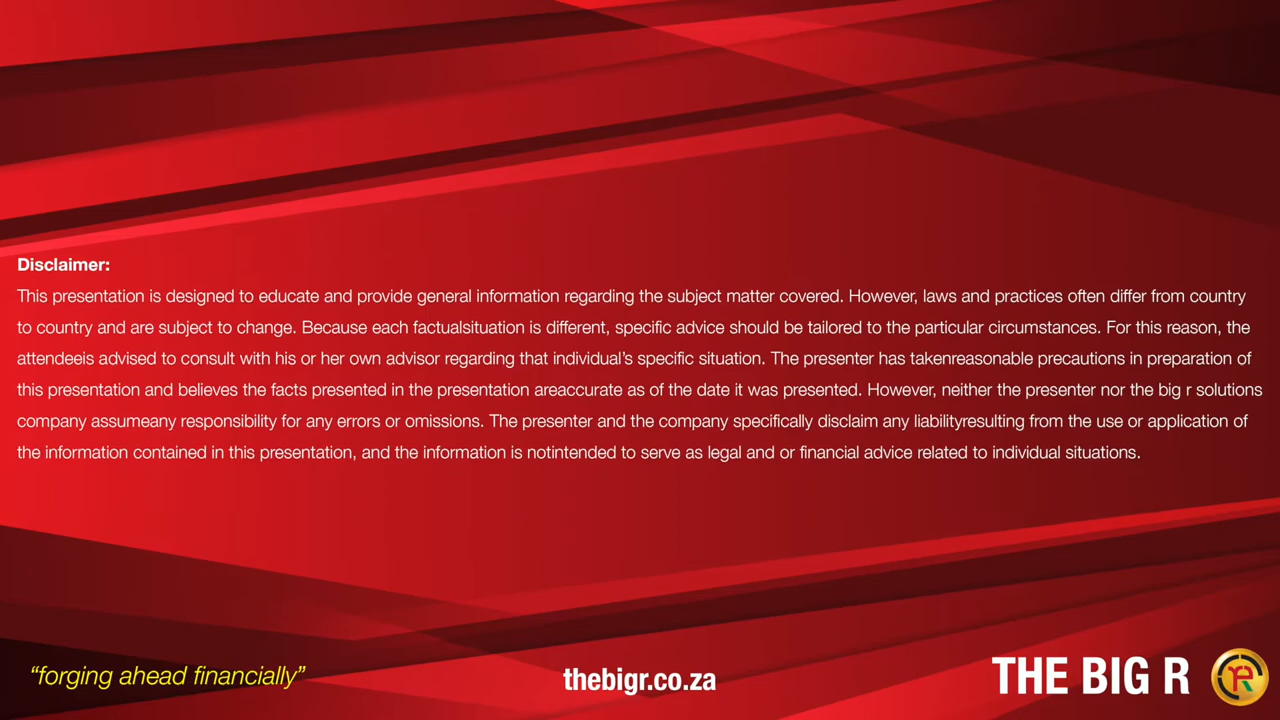 Disclaimer:
This presentation is designed to educate and provide general information regarding the subject matter covered. However, laws and practices often differ from country
to country and are subject to change. Because each factualsituation is different, specific advice should be tailored to the particular circumstances. For this reason, the
attendeeis advised to consult with his or her own advisor regarding that individual's specific situation. The presenter has takenreasonable precautions in preparation of
this presentation and believes the facts presented in the presentation areaccurate as of the date it was presented. However, neither the presenter nor the big r solutions
company assumeany responsibility for any errors or omissions. The presenter and the company specifically disclaim any liabilityresulting from the use or application of
the information contained in this presentation, and the information is notintended to serve as legal and or financial advice related to individual situations.
“forging ahead financially”
thebigr.co.za
THE BIG R